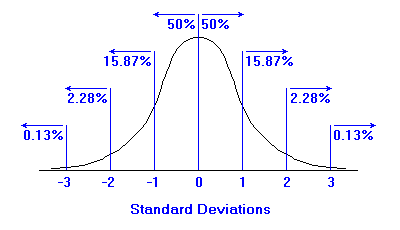 50% 50%
15.87% 15.87%
2.28% 2.28%
0.13% 0.13%
-3 -2 -1 0 1 2 3
Standard Deviations